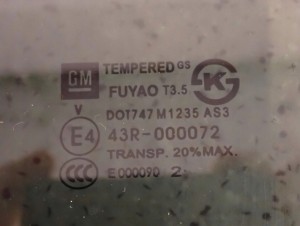 GM TEMPERED GS
FUYAO T3.5
V DOT747 M1235 AS3
E4 43R-000072
TRANSP. 20% MAX.
CCC E000090 2
K S